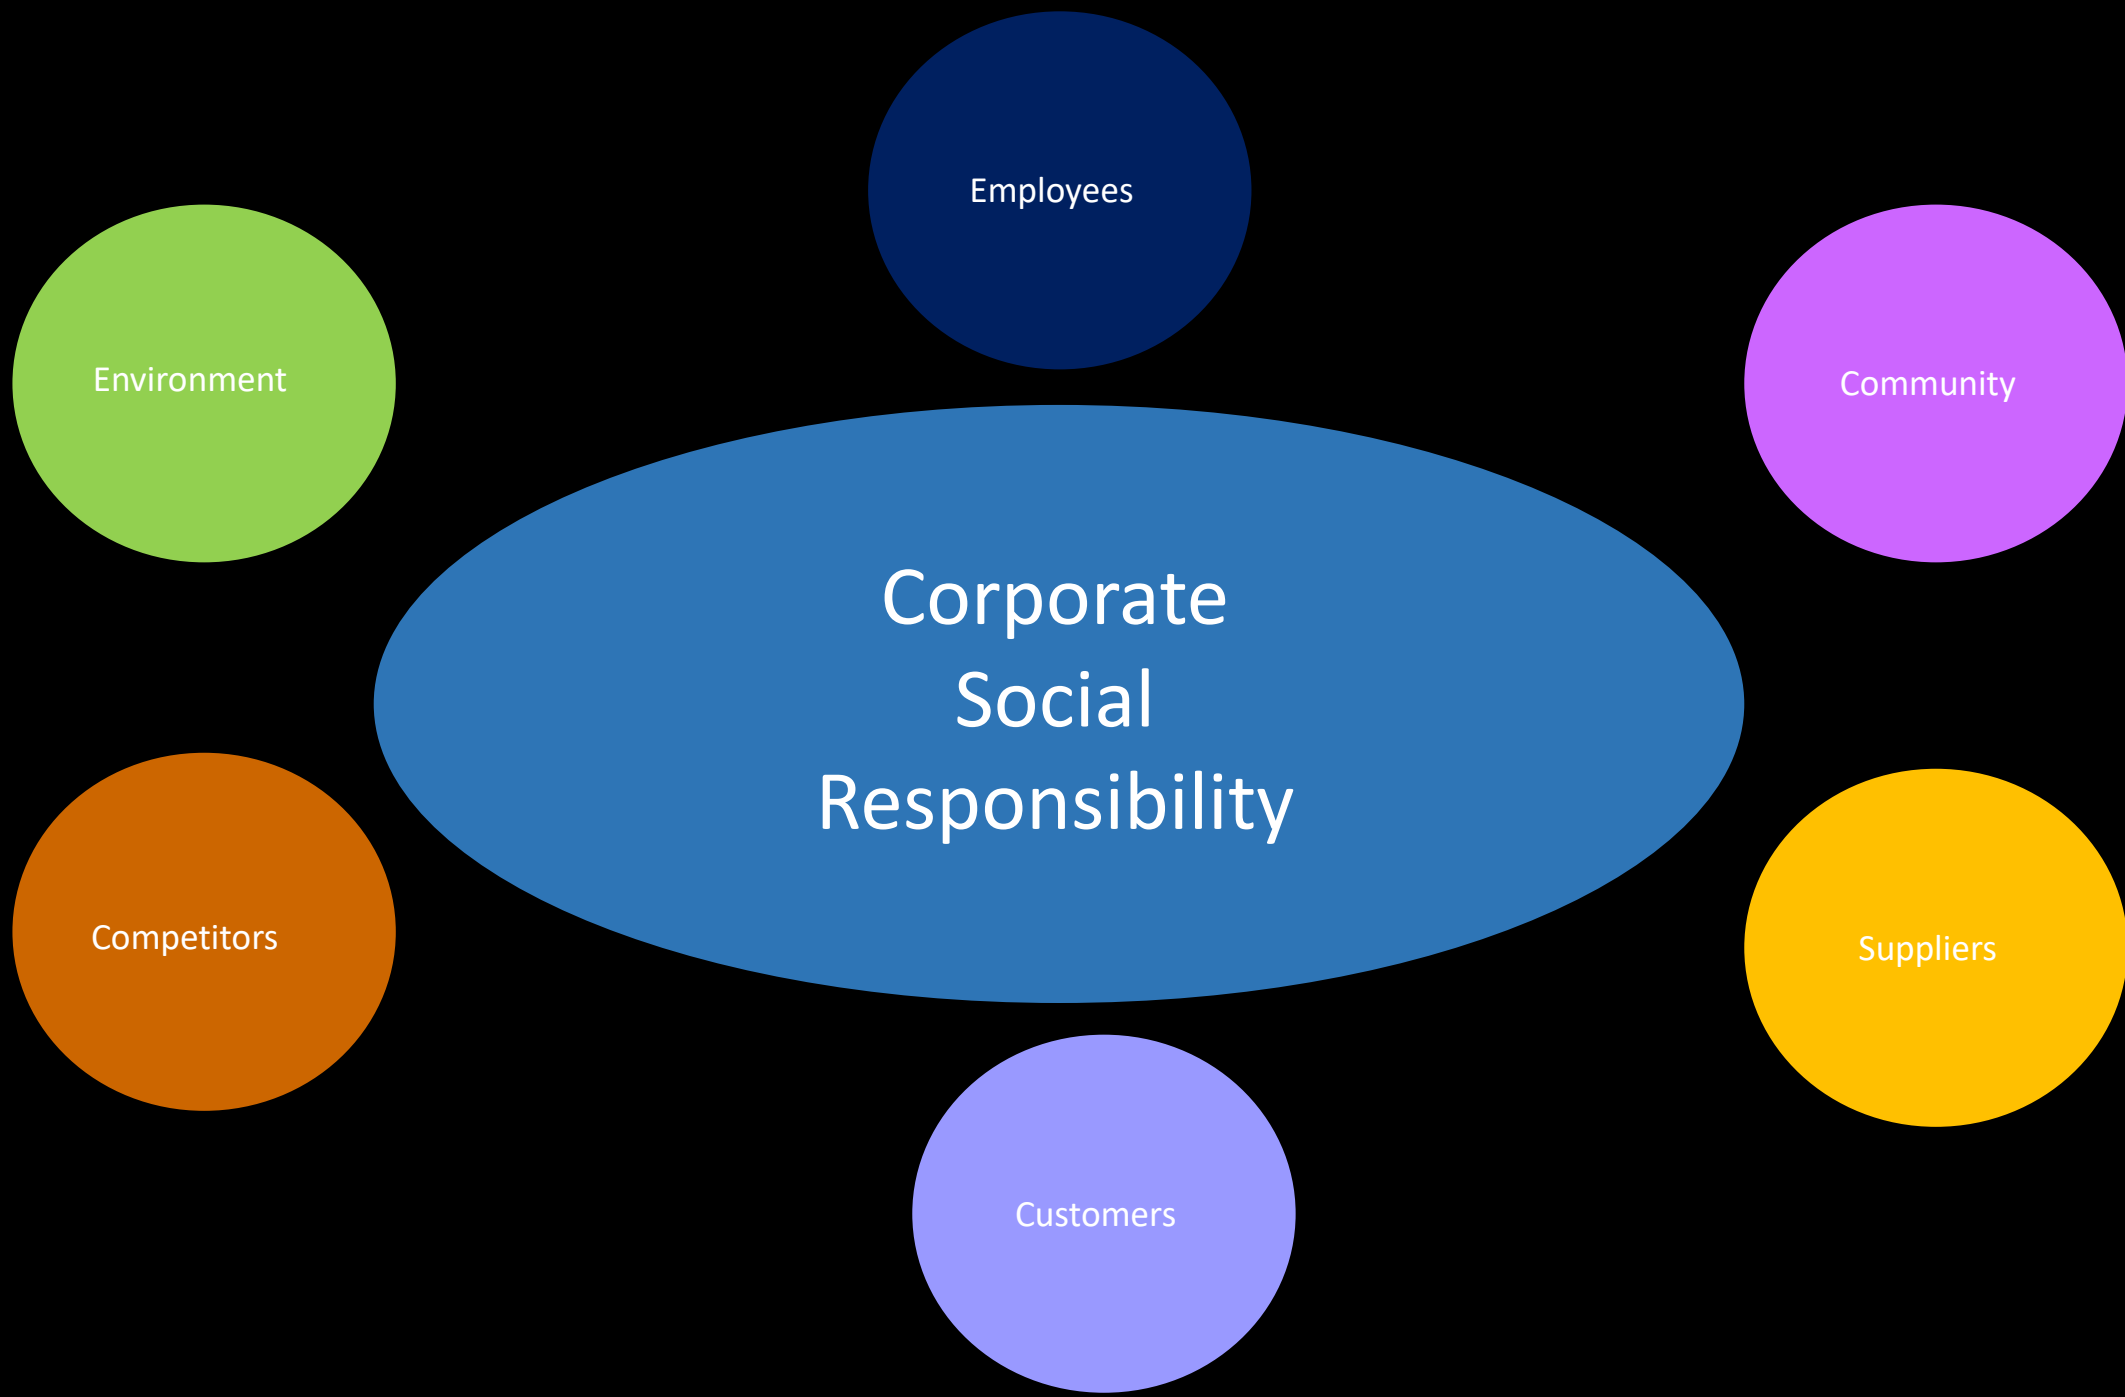 Employees
Environment
Community
Corporate
Social
Responsibility
Competitors
Suppliers
Customers